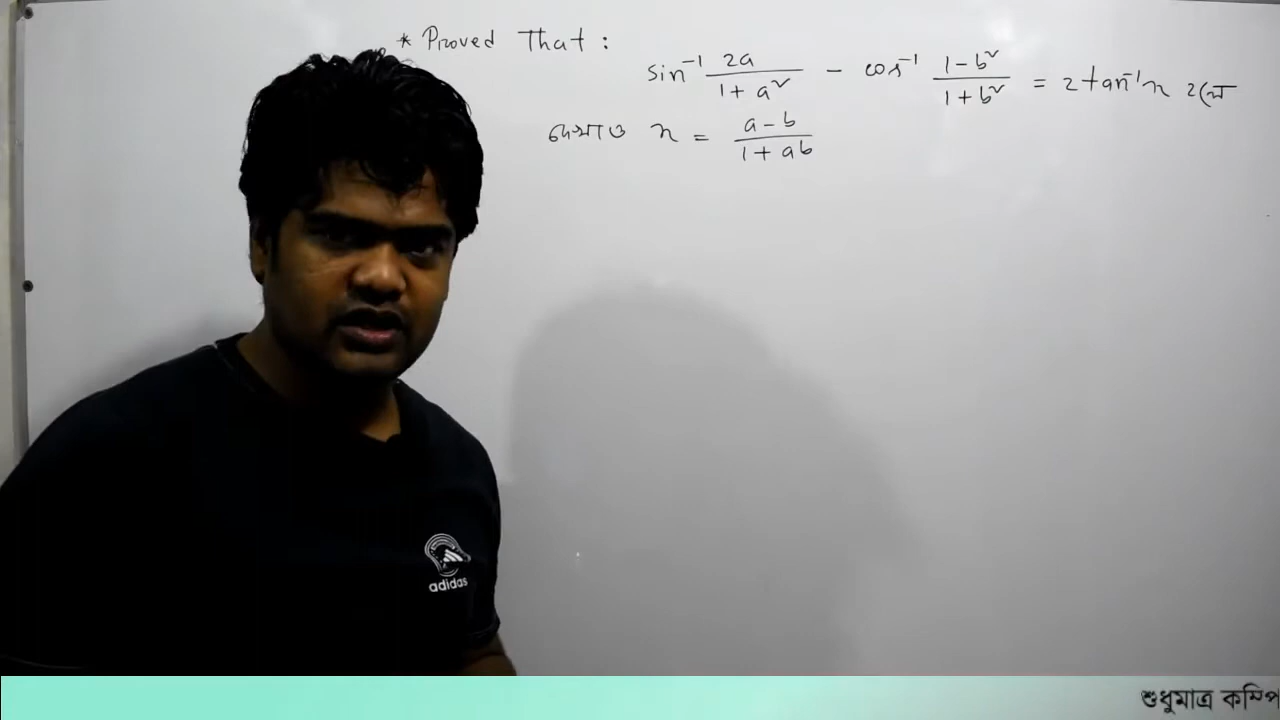 * Proved That :
sin⁻¹ 2a/(1+a²) − cos⁻¹ (1−b²)/(1+b²) = 2tan⁻¹x হলে
দেখাও x = (a−b)/(1+ab)
adidas
শুধুমাত্র কম্পি